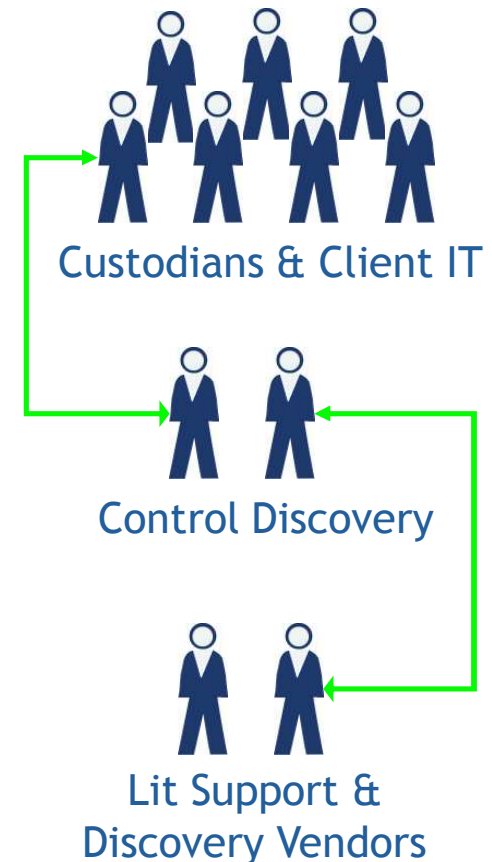 Custodians & Client IT
Control Discovery
Lit Support &
Discovery Vendors